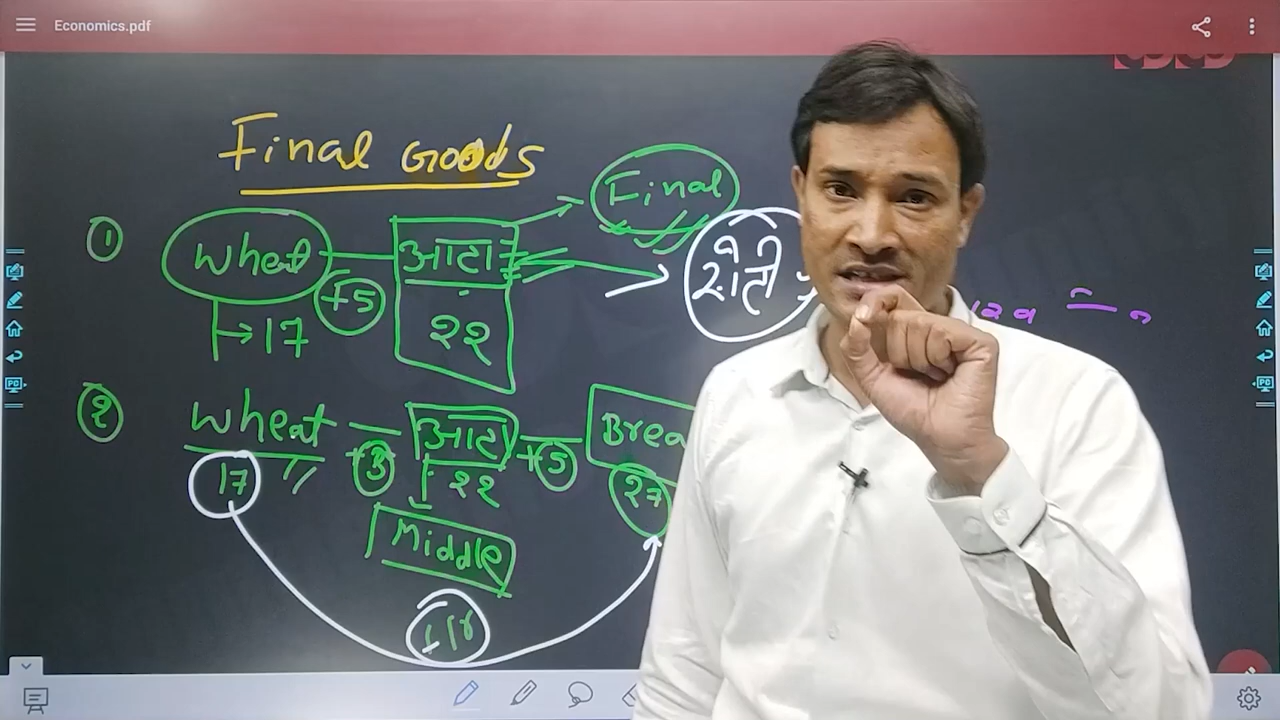 Economics.pdf
Final Goods
① Wheat +5 आटा Final
→17 २२ रोटी
② Wheat आटा +5 Brea
17 २२ २७
Middle